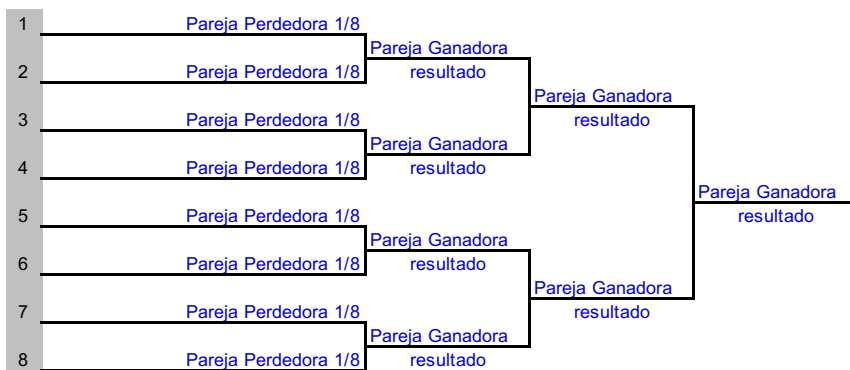 1 Pareja Perdedora 1/8
Pareja Ganadora
2 Pareja Perdedora 1/8 resultado
Pareja Ganadora
3 Pareja Perdedora 1/8 resultado
Pareja Ganadora
4 Pareja Perdedora 1/8 resultado
Pareja Ganadora
5 Pareja Perdedora 1/8 resultado
Pareja Ganadora
6 Pareja Perdedora 1/8 resultado
Pareja Ganadora
7 Pareja Perdedora 1/8 resultado
Pareja Ganadora
8 Pareja Perdedora 1/8 resultado